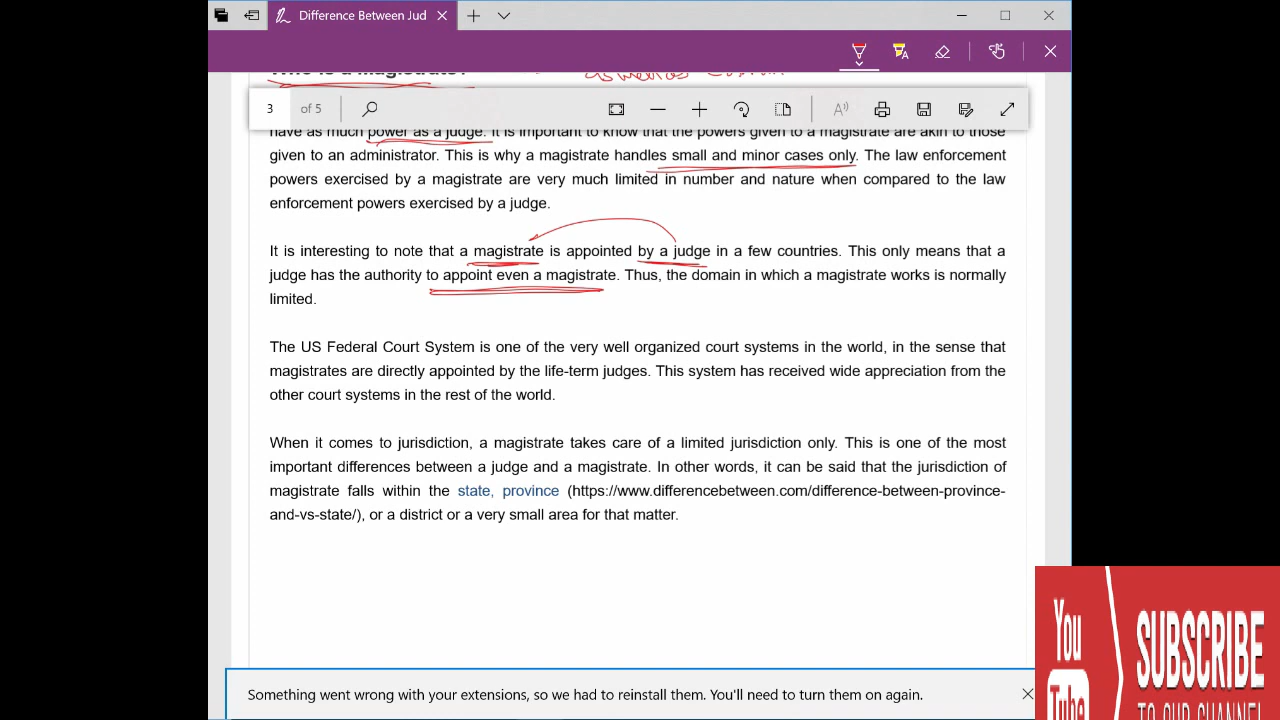 Difference Between Jud
Who is a Magistrate?
3 of 5
have as much power as a judge. It is important to know that the powers given to a magistrate are akin to those
given to an administrator. This is why a magistrate handles small and minor cases only. The law enforcement
powers exercised by a magistrate are very much limited in number and nature when compared to the law
enforcement powers exercised by a judge.
It is interesting to note that a magistrate is appointed by a judge in a few countries. This only means that a
judge has the authority to appoint even a magistrate. Thus, the domain in which a magistrate works is normally
limited.
The US Federal Court System is one of the very well organized court systems in the world, in the sense that
magistrates are directly appointed by the life-term judges. This system has received wide appreciation from the
other court systems in the rest of the world.
When it comes to jurisdiction, a magistrate takes care of a limited jurisdiction only. This is one of the most
important differences between a judge and a magistrate. In other words, it can be said that the jurisdiction of
magistrate falls within the state, province (https://www.differencebetween.com/difference-between-province-
and-vs-state/), or a district or a very small area for that matter.
Something went wrong with your extensions, so we had to reinstall them. You'll need to turn them on again.
You
Tube
SUBSCRIBE
TO OUR CHANNEL